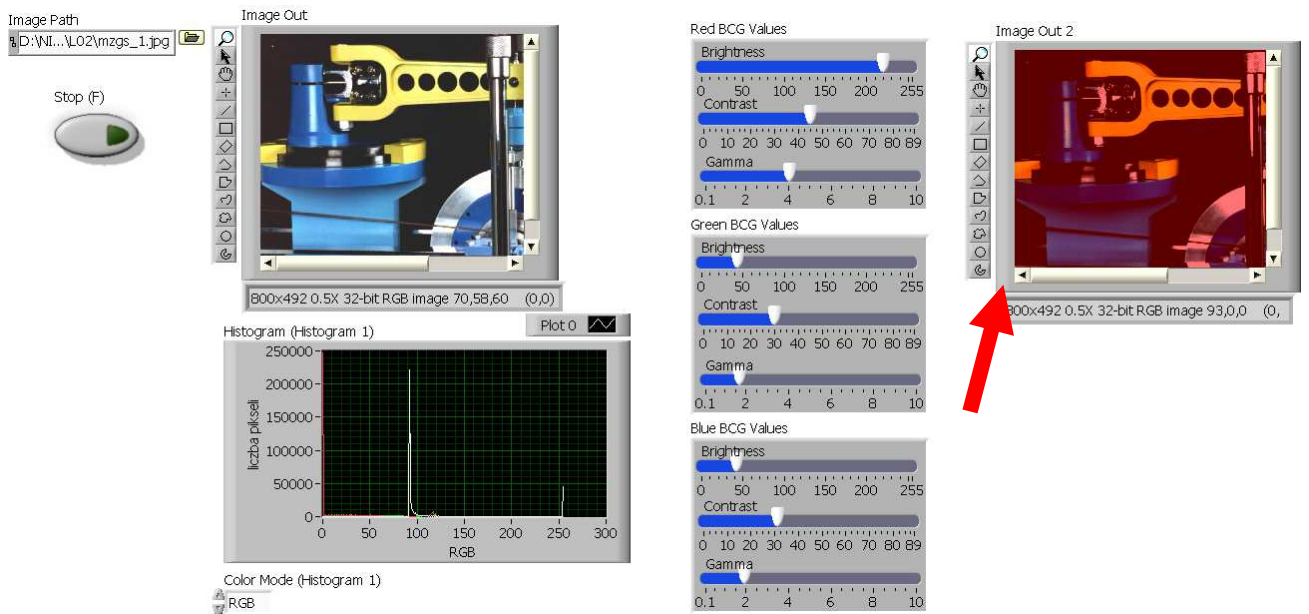 Image Path
D:\NI...\L02\mzgs_1.jpg
Stop (F)
Image Out
800x492 0.5X 32-bit RGB image 70,58,60 (0,0)
Histogram (Histogram 1)
Plot 0
250000
200000
150000
100000
50000
0
liczba pikseli
0 50 100 150 200 250 300
RGB
Color Mode (Histogram 1)
RGB
Red BCG Values
Brightness
0 50 100 150 200 255
Contrast
0 10 20 30 40 50 60 70 80 89
Gamma
0.1 2 4 6 8 10
Green BCG Values
Brightness
0 50 100 150 200 255
Contrast
0 10 20 30 40 50 60 70 80 89
Gamma
0.1 2 4 6 8 10
Blue BCG Values
Brightness
0 50 100 150 200 255
Contrast
0 10 20 30 40 50 60 70 80 89
Gamma
0.1 2 4 6 8 10
Image Out 2
800x492 0.5X 32-bit RGB image 93,0,0 (0,